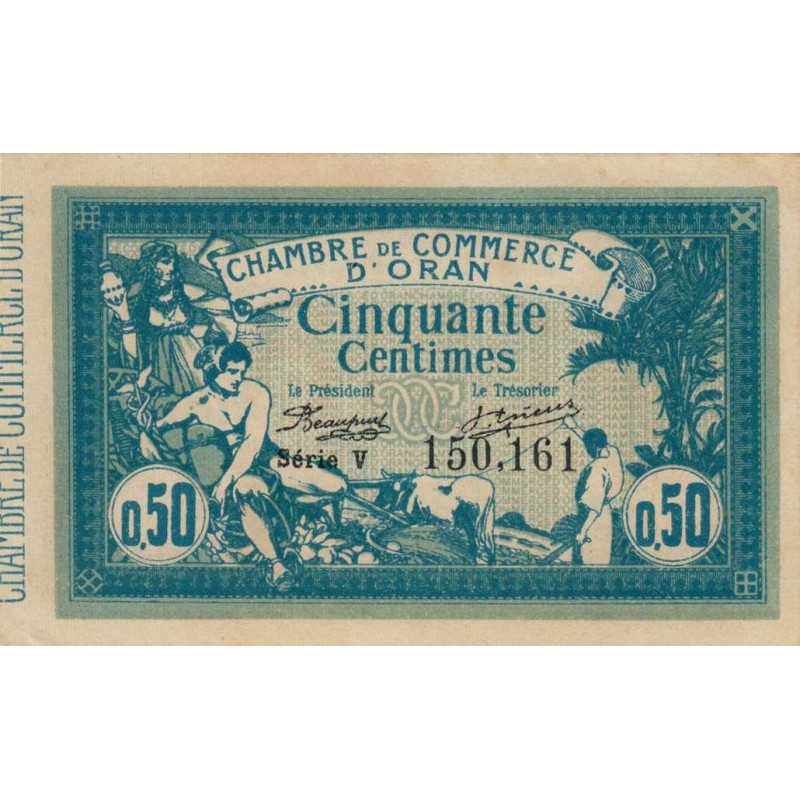 CHAMBRE DE COMMERCE D'ORAN
CHAMBRE DE COMMERCE
D'ORAN
Cinquante
Centimes
Le Président Le Trésorier
Série V 150,161
0,50 0,50